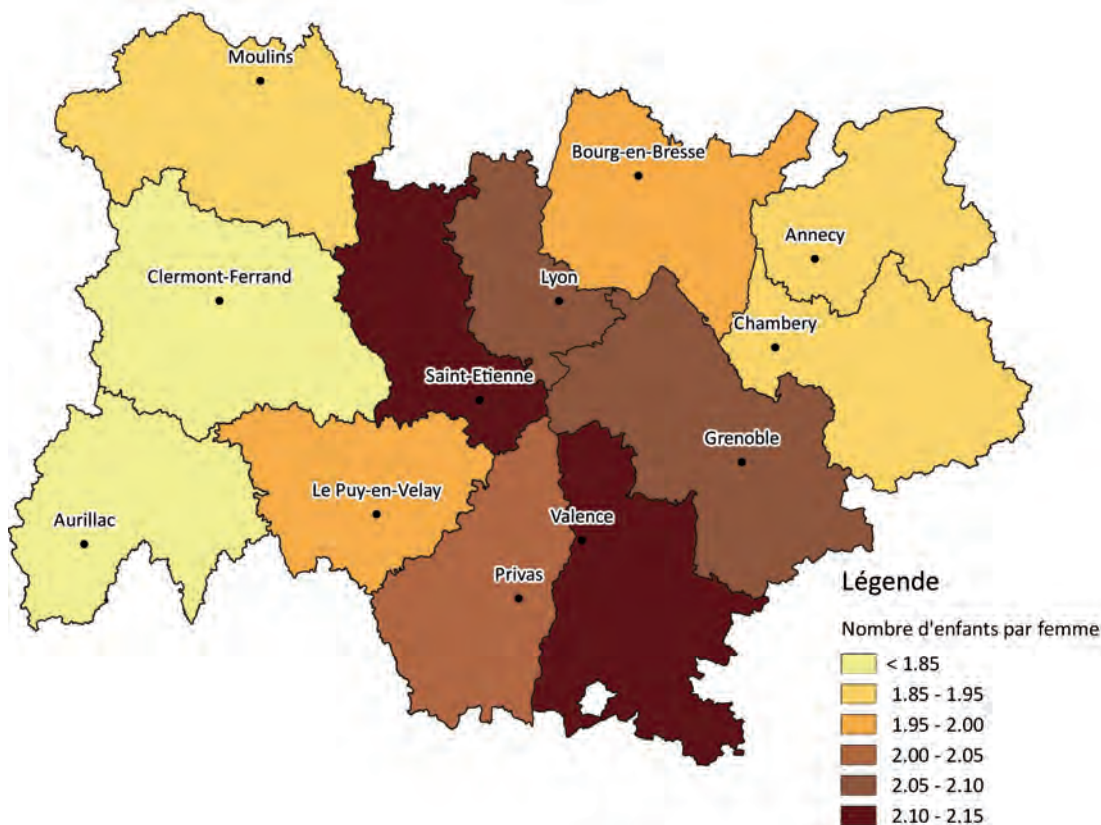 Moulins
Bourg-en-Bresse
Annecy
Clermont-Ferrand
Lyon
Chambery
Saint-Etienne
Grenoble
Le Puy-en-Velay
Aurillac
Valence
Privas
Légende
Nombre d'enfants par femme
< 1.85
1.85 - 1.95
1.95 - 2.00
2.00 - 2.05
2.05 - 2.10
2.10 - 2.15